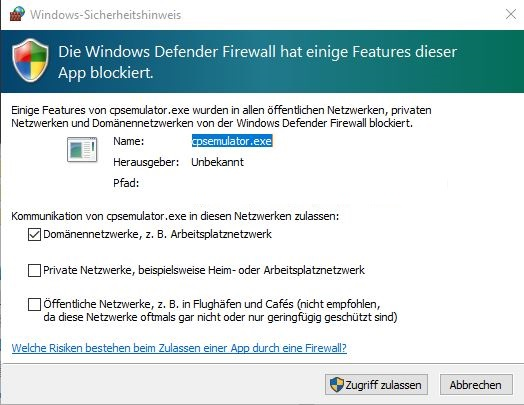 Windows-Sicherheitshinweis
Die Windows Defender Firewall hat einige Features dieser
App blockiert.
Einige Features von cpsemulator.exe wurden in allen öffentlichen Netzwerken, privaten
Netzwerken und Domänennetzwerken von der Windows Defender Firewall blockiert.
Name: cpsemulator.exe
Herausgeber: Unbekannt
Pfad:
Kommunikation von cpsemulator.exe in diesen Netzwerken zulassen:
Domänennetzwerke, z. B. Arbeitsplatznetzwerk
Private Netzwerke, beispielsweise Heim- oder Arbeitsplatznetzwerk
Öffentliche Netzwerke, z. B. in Flughäfen und Cafés (nicht empfohlen,
da diese Netzwerke oftmals gar nicht oder nur geringfügig geschützt sind)
Welche Risiken bestehen beim Zulassen einer App durch eine Firewall?
Zugriff zulassen
Abbrechen